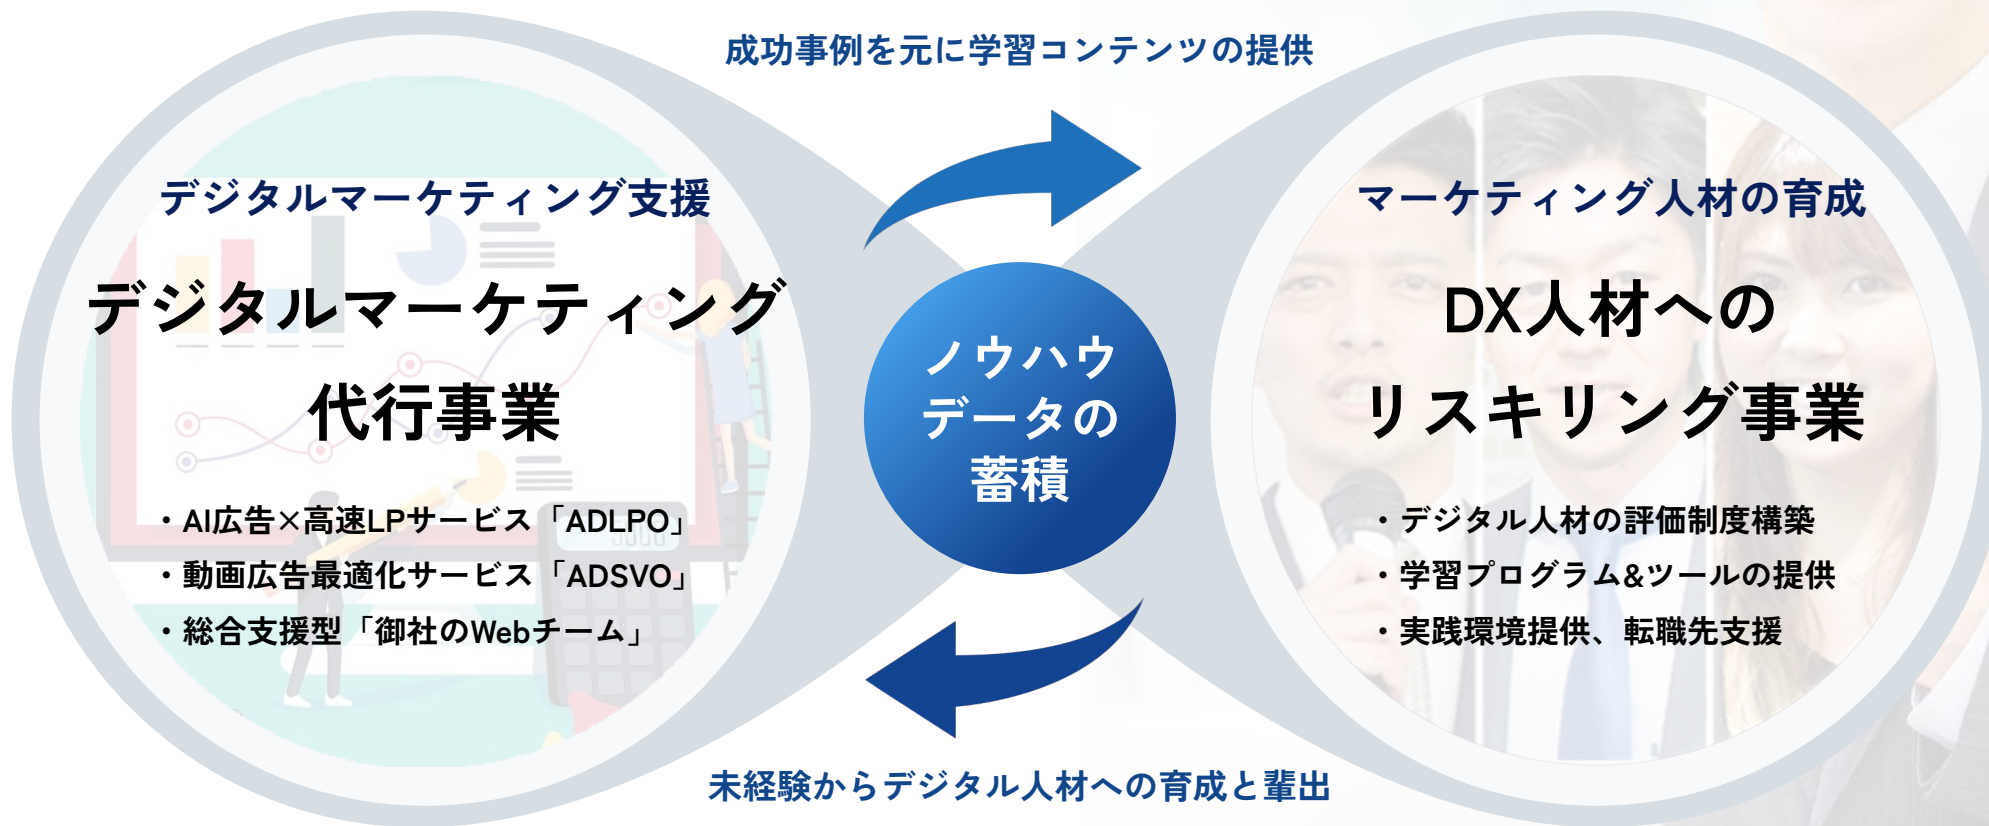 成功事例を元に学習コンテンツの提供
デジタルマーケティング支援
デジタルマーケティング
代行事業
・AI広告×高速LPサービス「ADLPO」
・動画広告最適化サービス「ADSVO」
・総合支援型「御社のWebチーム」
ノウハウ
データの
蓄積
マーケティング人材の育成
DX人材への
リスキリング事業
・デジタル人材の評価制度構築
・学習プログラム&ツールの提供
・実践環境提供、転職先支援
未経験からデジタル人材への育成と輩出